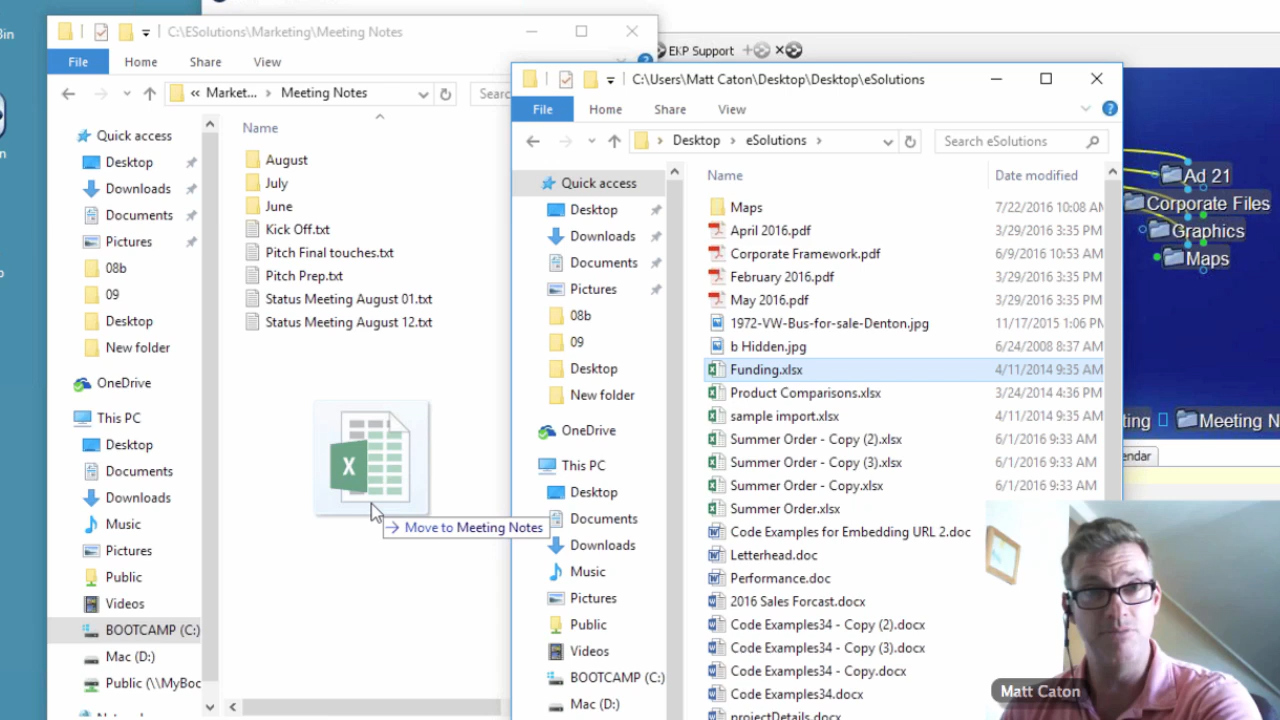 Bin
n
C:\ESolutions\Marketing\Meeting Notes
File Home Share View
« Market... > Meeting Notes
Searc
Name
Quick access
Desktop
Downloads
Documents
Pictures
08b
09
Desktop
New folder
OneDrive
This PC
Desktop
Documents
Downloads
Music
Pictures
Public
Videos
BOOTCAMP (C:)
Mac (D:)
Public (\\MyBoc
August
July
June
Kick Off.txt
Pitch Final touches.txt
Pitch Prep.txt
Status Meeting August 01.txt
Status Meeting August 12.txt
X
Move to Meeting Notes
EKP Support
C:\Users\Matt Caton\Desktop\Desktop\eSolutions
File Home Share View
> Desktop > eSolutions >
Search eSolutions
Quick access
Desktop
Downloads
Documents
Pictures
08b
09
Desktop
New folder
OneDrive
This PC
Desktop
Documents
Downloads
Music
Pictures
Public
Videos
BOOTCAMP (C:)
Mac (D:)
Name Date modified
Maps 7/22/2016 10:08 AM
April 2016.pdf 3/29/2016 3:35 PM
Corporate Framework.pdf 6/9/2016 10:53 AM
February 2016.pdf 3/29/2016 3:35 PM
May 2016.pdf 3/29/2016 3:35 PM
1972-VW-Bus-for-sale-Denton.jpg 11/17/2015 1:06 PM
b Hidden.jpg 6/24/2008 8:37 AM
Funding.xlsx 4/11/2014 9:35 AM
Product Comparisons.xlsx 3/24/2014 4:36 PM
sample import.xlsx 4/11/2014 9:35 AM
Summer Order - Copy (2).xlsx 6/1/2016 9:33 AM
Summer Order - Copy (3).xlsx 6/1/2016 9:33 AM
Summer Order - Copy.xlsx 6/1/2016 9:33 AM
Summer Order.xlsx
Code Examples for Embedding URL 2.doc
Letterhead.doc
Performance.doc
2016 Sales Forcast.docx
Code Examples34 - Copy (2).docx
Code Examples34 - Copy (3).docx
Code Examples34 - Copy.docx
Code Examples34.docx
projectDetails.docx
Ad 21
Corporate Files
Graphics
Maps
ting Meeting N
endar
Matt Caton